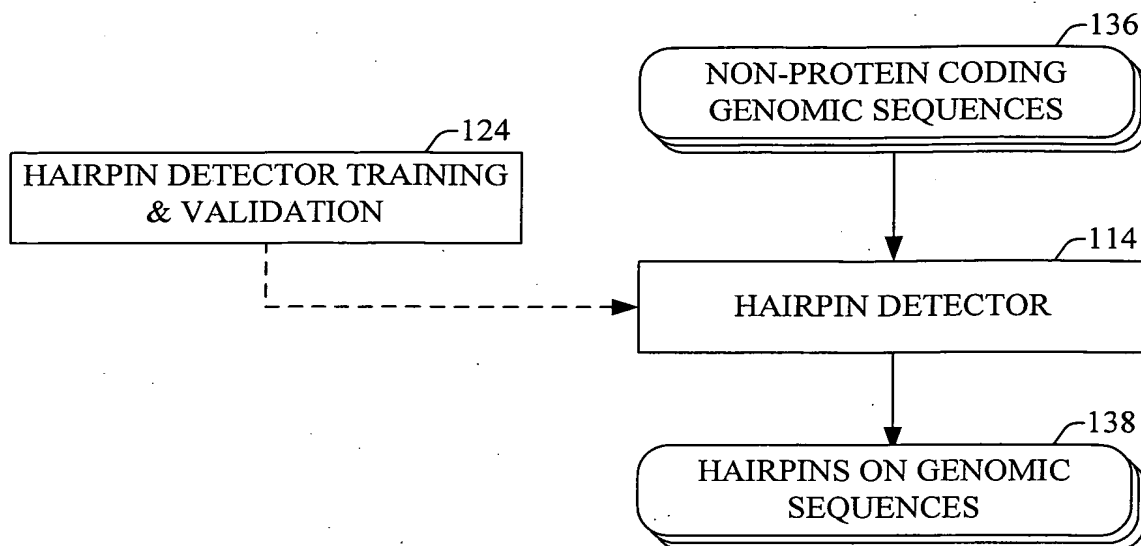 136
NON-PROTEIN CODING
GENOMIC SEQUENCES
124
HAIRPIN DETECTOR TRAINING
& VALIDATION
114
HAIRPIN DETECTOR
138
HAIRPINS ON GENOMIC
SEQUENCES